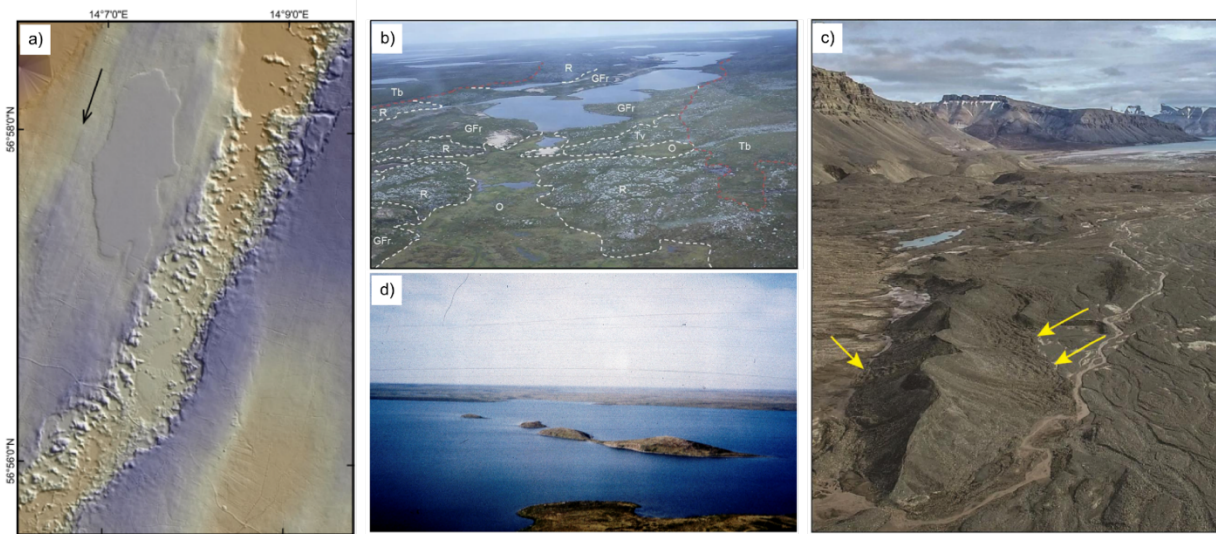 14°7'0"E
14°9'0"E
a)
56°58'0"N
56°56'0"N
b)
R
GFr
Tb
R
GFr
GFr
Tv
R
O
Tb
R
R
O
GFr
c)
d)